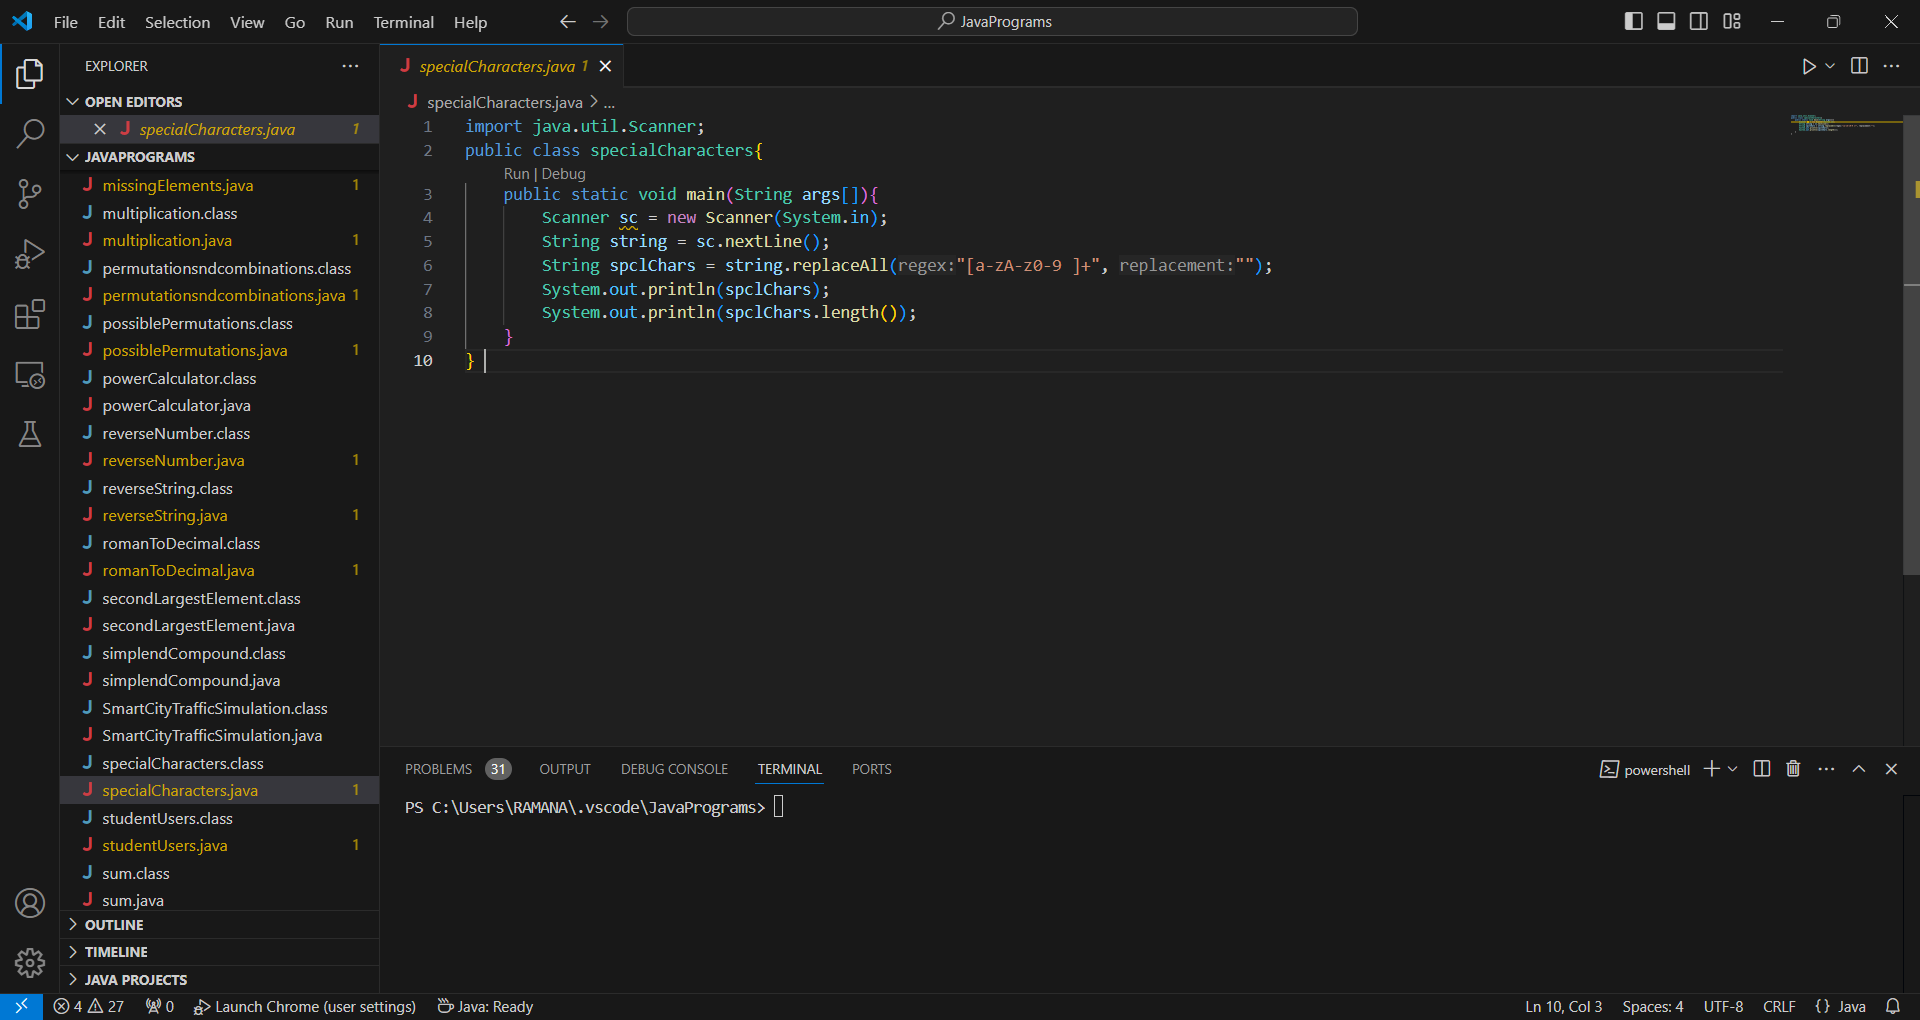 File Edit Selection View Go Run Terminal Help
JavaPrograms
EXPLORER
OPEN EDITORS
specialCharacters.java 1
JAVAPROGRAMS
missingElements.java 1
multiplication.class
multiplication.java 1
permutationsndcombinations.class
permutationsndcombinations.java 1
possiblePermutations.class
possiblePermutations.java 1
powerCalculator.class
powerCalculator.java
reverseNumber.class
reverseNumber.java 1
reverseString.class
reverseString.java 1
romanToDecimal.class
romanToDecimal.java 1
secondLargestElement.class
secondLargestElement.java
simplendCompound.class
simplendCompound.java
SmartCityTrafficSimulation.class
SmartCityTrafficSimulation.java
specialCharacters.class
specialCharacters.java 1
studentUsers.class
studentUsers.java 1
sum.class
sum.java
OUTLINE
TIMELINE
JAVA PROJECTS
specialCharacters.java 1
specialCharacters.java > ...
1 import java.util.Scanner;
2 public class specialCharacters{
Run | Debug
3 public static void main(String args[]){
4 Scanner sc = new Scanner(System.in);
5 String string = sc.nextLine();
6 String spclChars = string.replaceAll(regex:"[a-zA-z0-9 ]+", replacement:"");
7 System.out.println(spclChars);
8 System.out.println(spclChars.length());
9 }
10 }
PROBLEMS 31 OUTPUT DEBUG CONSOLE TERMINAL PORTS
powershell
PS C:\Users\RAMANA\.vscode\JavaPrograms>
4 27 0 Launch Chrome (user settings) Java: Ready
Ln 10, Col 3 Spaces: 4 UTF-8 CRLF {} Java